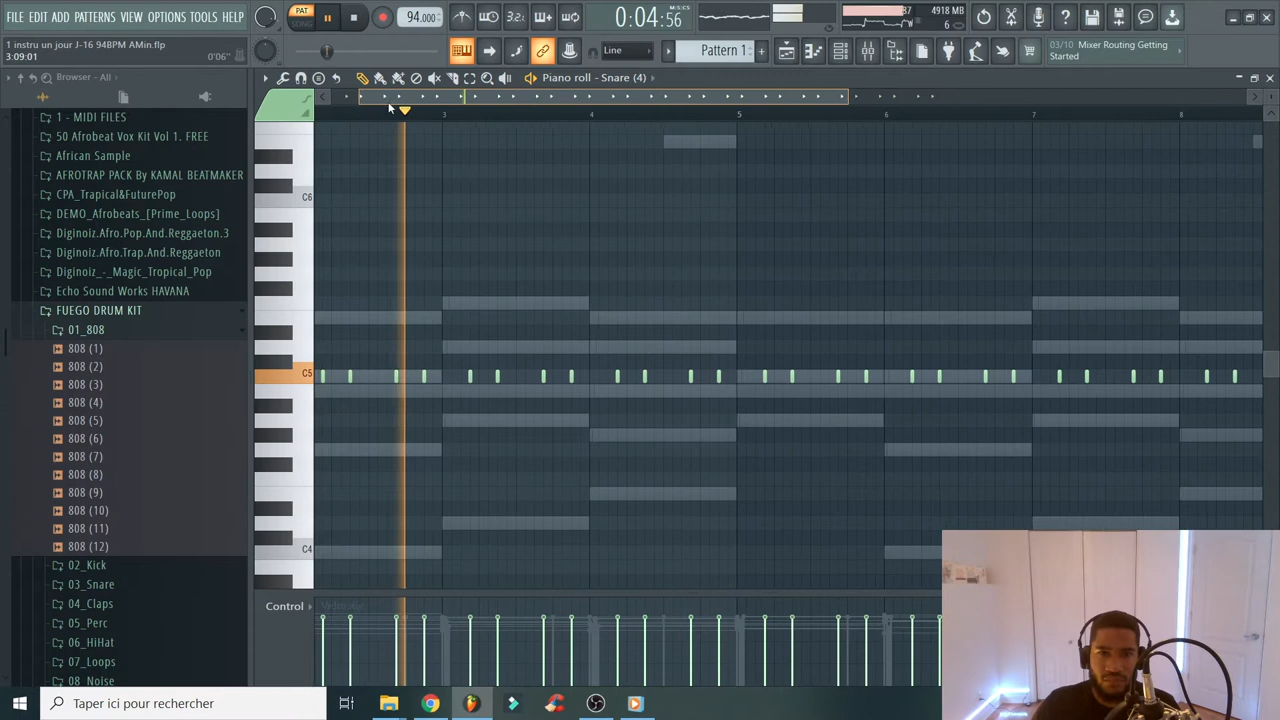 FILE EDIT PATTERNS VIEW OPTIONS TOOLS HELP
PAT
SONG
94.000
3.2.
0:04:56
M:S:CS
37
4918 MB
6
1 instru un jour J-16 94BPM AMin.flp
3:09:01
0'06"
Line
Pattern 1
03/10 Mixer Routing Getting
Started
Browser - All
Piano roll - Snare (4)
1 - MIDI FILES
50 Afrobeat Vox Kit Vol 1. FREE
African Sample
AFROTRAP PACK By KAMAL BEATMAKER
CPA_Trapical&FuturePop
DEMO_Afrobeats_[Prime_Loops]
Diginoiz.Afro.Pop.And.Reggaeton.3
Diginoiz.Afro.Trap.And.Reggaeton
Diginoiz_-_Magic_Tropical_Pop
Echo Sound Works HAVANA
FUEGO DRUM KIT
01_808
808 (1)
808 (2)
808 (3)
808 (4)
808 (5)
808 (6)
808 (7)
808 (8)
808 (9)
808 (10)
808 (11)
808 (12)
02_Kick
03_Snare
04_Claps
05_Perc
06_HiHat
07_Loops
08_Noise
3 4 5 6 7 8
C6
C5
C4
Control
Velocity
Taper ici pour rechercher